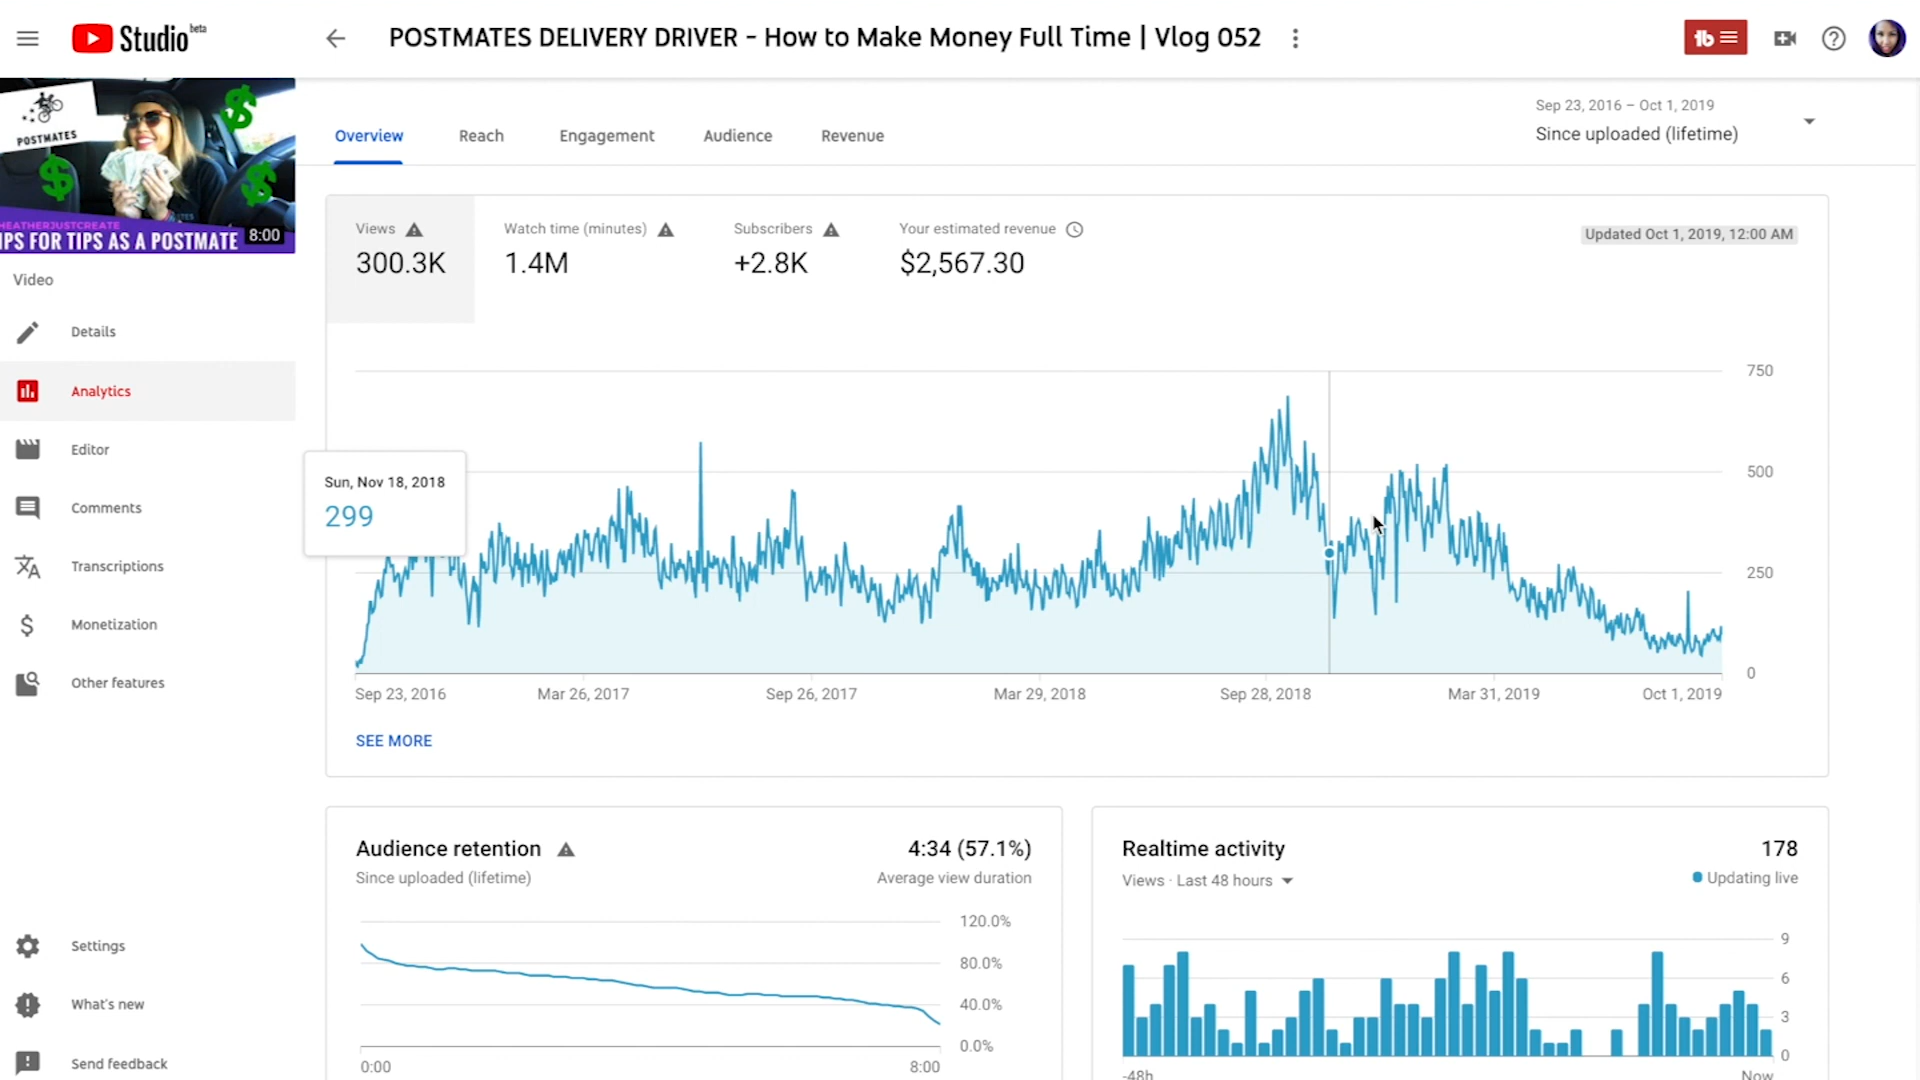 Studio beta
POSTMATES DELIVERY DRIVER - How to Make Money Full Time | Vlog 052
tb
POSTMATES
HEATHERJUSTCREATE
IPS FOR TIPS AS A POSTMATE
8:00
Video
Details
Analytics
Editor
Comments
Transcriptions
Monetization
Other features
Settings
What's new
Send feedback
Overview
Reach
Engagement
Audience
Revenue
Sep 23, 2016 – Oct 1, 2019
Since uploaded (lifetime)
Views
300.3K
Watch time (minutes)
1.4M
Subscribers
+2.8K
Your estimated revenue
$2,567.30
Updated Oct 1, 2019, 12:00 AM
Sun, Nov 18, 2018
299
750
500
250
0
Sep 23, 2016
Mar 26, 2017
Sep 26, 2017
Mar 29, 2018
Sep 28, 2018
Mar 31, 2019
Oct 1, 2019
SEE MORE
Audience retention
4:34 (57.1%)
Since uploaded (lifetime)
Average view duration
120.0%
80.0%
40.0%
0.0%
0:00
8:00
Realtime activity
178
Views · Last 48 hours
Updating live
9
6
3
0
-48h
Now